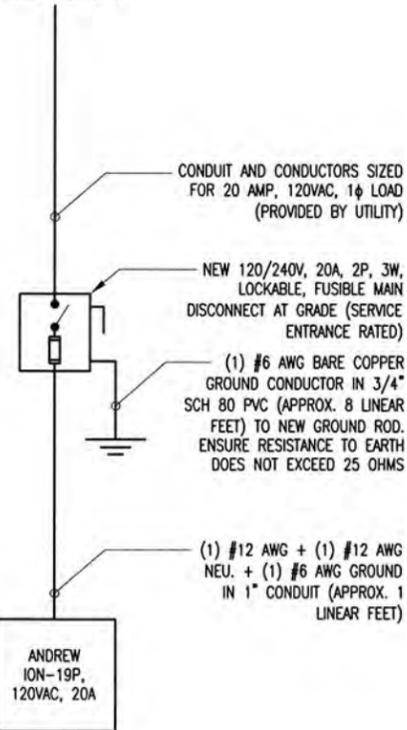 CONDUIT AND CONDUCTORS SIZED
FOR 20 AMP, 120VAC, 1ϕ LOAD
(PROVIDED BY UTILITY)
NEW 120/240V, 20A, 2P, 3W,
LOCKABLE, FUSIBLE MAIN
DISCONNECT AT GRADE (SERVICE
ENTRANCE RATED)
(1) #6 AWG BARE COPPER
GROUND CONDUCTOR IN 3/4"
SCH 80 PVC (APPROX. 8 LINEAR
FEET) TO NEW GROUND ROD.
ENSURE RESISTANCE TO EARTH
DOES NOT EXCEED 25 OHMS
(1) #12 AWG + (1) #12 AWG
NEU. + (1) #6 AWG GROUND
IN 1" CONDUIT (APPROX. 1
LINEAR FEET)
ANDREW
ION-19P,
120VAC, 20A